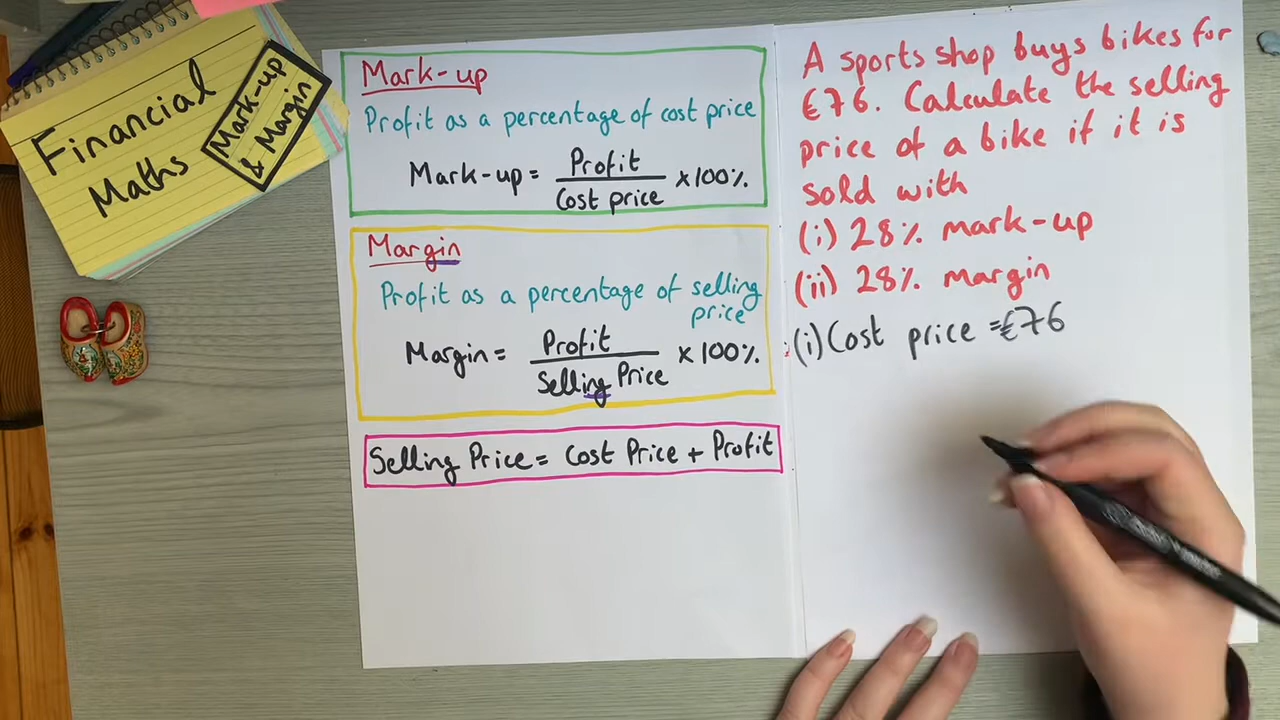 Financial
Maths
Mark-up
& Margin
Mark-up
Profit as a percentage of cost price
Mark-up = Profit
Cost price
×100%.
Margin
Profit as a percentage of selling
price
Margin = Profit
Selling Price
×100%.
Selling Price = Cost Price + Profit
A sports shop buys bikes for
€76. Calculate the selling
price of a bike if it is
sold with
(i) 28% mark-up
(ii) 28% margin
(i) Cost price = €76